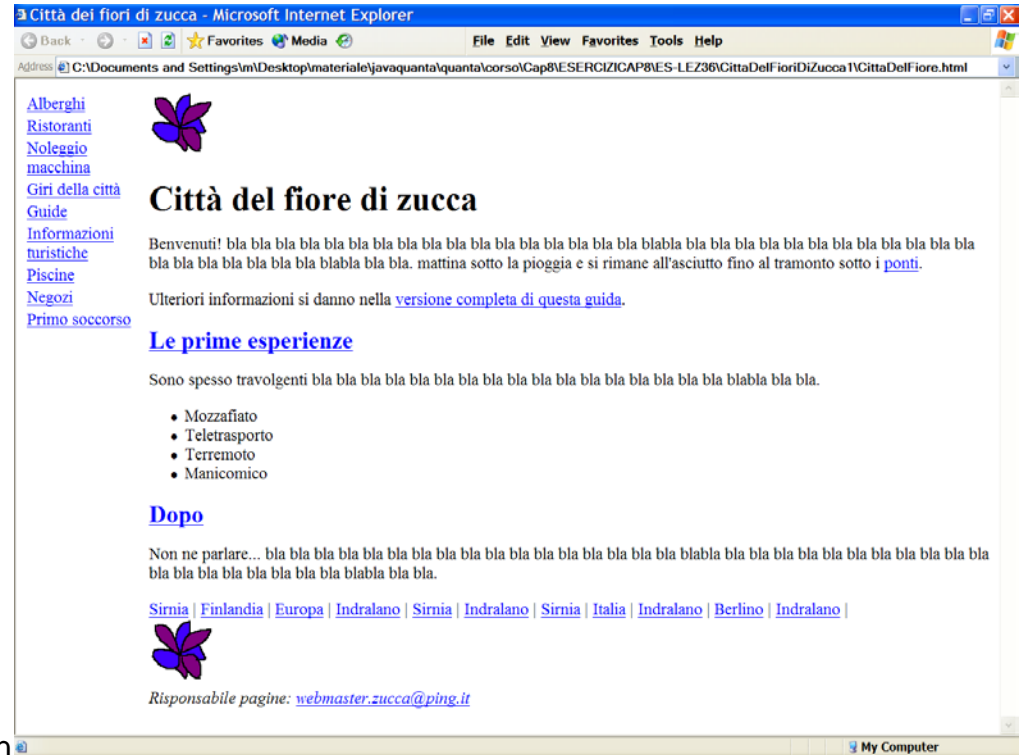 Città dei fiori di zucca - Microsoft Internet Explorer
Back Favorites Media File Edit View Favorites Tools Help
Address C:\Documents and Settings\m\Desktop\materiale\javaquanta\quanta\corso\Cap8\ESERCIZICAP8\ES-LEZ36\CittaDelFioriDiZucca1\CittaDelFiore.html
Alberghi
Ristoranti
Noleggio
macchina
Giri della città
Guide
Informazioni
turistiche
Piscine
Negozi
Primo soccorso
Città del fiore di zucca
Benvenuti! bla bla bla bla bla bla bla bla bla bla bla bla bla bla bla bla bla blabla bla bla bla bla bla bla bla bla bla bla bla bla
bla bla bla bla bla bla bla blabla bla bla. mattina sotto la pioggia e si rimane all'asciutto fino al tramonto sotto i ponti.
Ulteriori informazioni si danno nella versione completa di questa guida.
Le prime esperienze
Sono spesso travolgenti bla bla bla bla bla bla bla bla bla bla bla bla bla bla bla bla bla blabla bla bla.
• Mozzafiato
• Teletrasporto
• Terremoto
• Manicomico
Dopo
Non ne parlare... bla bla bla bla bla bla bla bla bla bla bla bla bla bla bla bla bla blabla bla bla bla bla bla bla bla bla bla bla bla
bla bla bla bla bla bla bla bla blabla bla bla.
Sirnia | Finlandia | Europa | Indralano | Sirnia | Indralano | Sirnia | Italia | Indralano | Berlino | Indralano |
Risponsabile pagine: webmaster.zucca@ping.it
My Computer